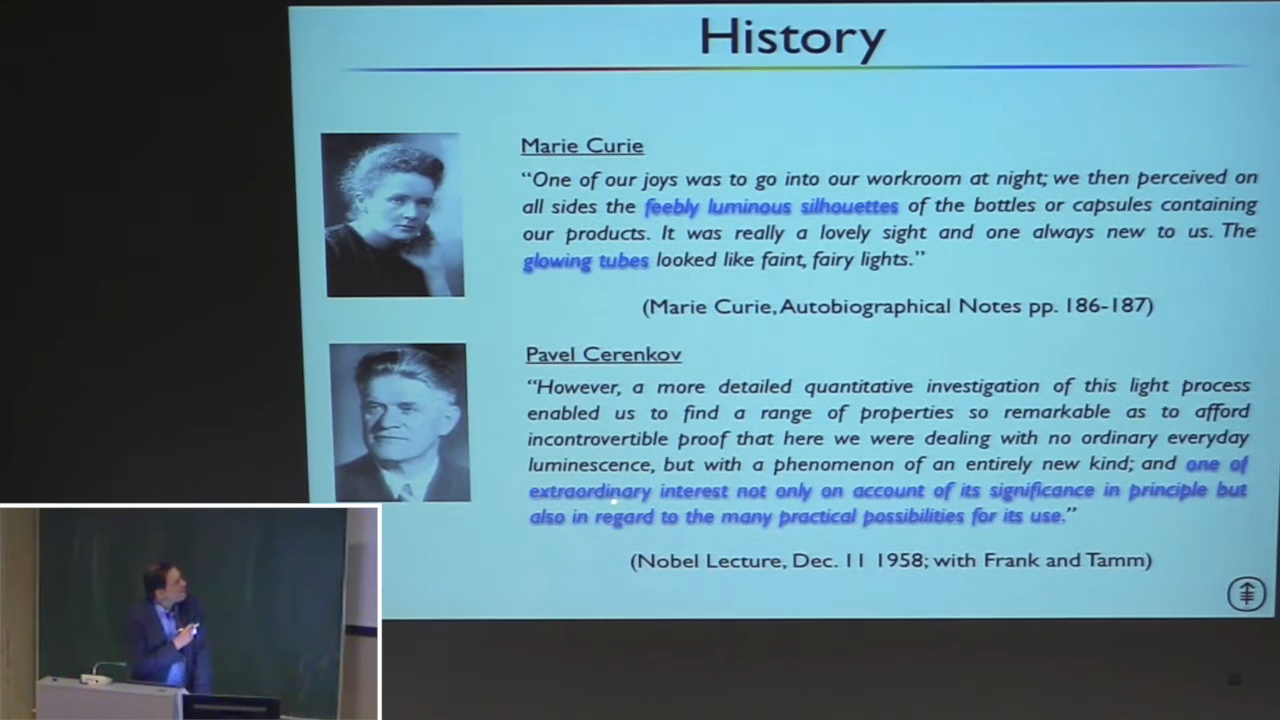 History
Marie Curie
“One of our joys was to go into our workroom at night; we then perceived on
all sides the feebly luminous silhouettes of the bottles or capsules containing
our products. It was really a lovely sight and one always new to us. The
glowing tubes looked like faint, fairy lights.”
(Marie Curie, Autobiographical Notes pp. 186-187)
Pavel Cerenkov
“However, a more detailed quantitative investigation of this light process
enabled us to find a range of properties so remarkable as to afford
incontrovertible proof that here we were dealing with no ordinary everyday
luminescence, but with a phenomenon of an entirely new kind; and one of
extraordinary interest not only on account of its significance in principle but
also in regard to the many practical possibilities for its use.”
(Nobel Lecture, Dec. 11 1958; with Frank and Tamm)